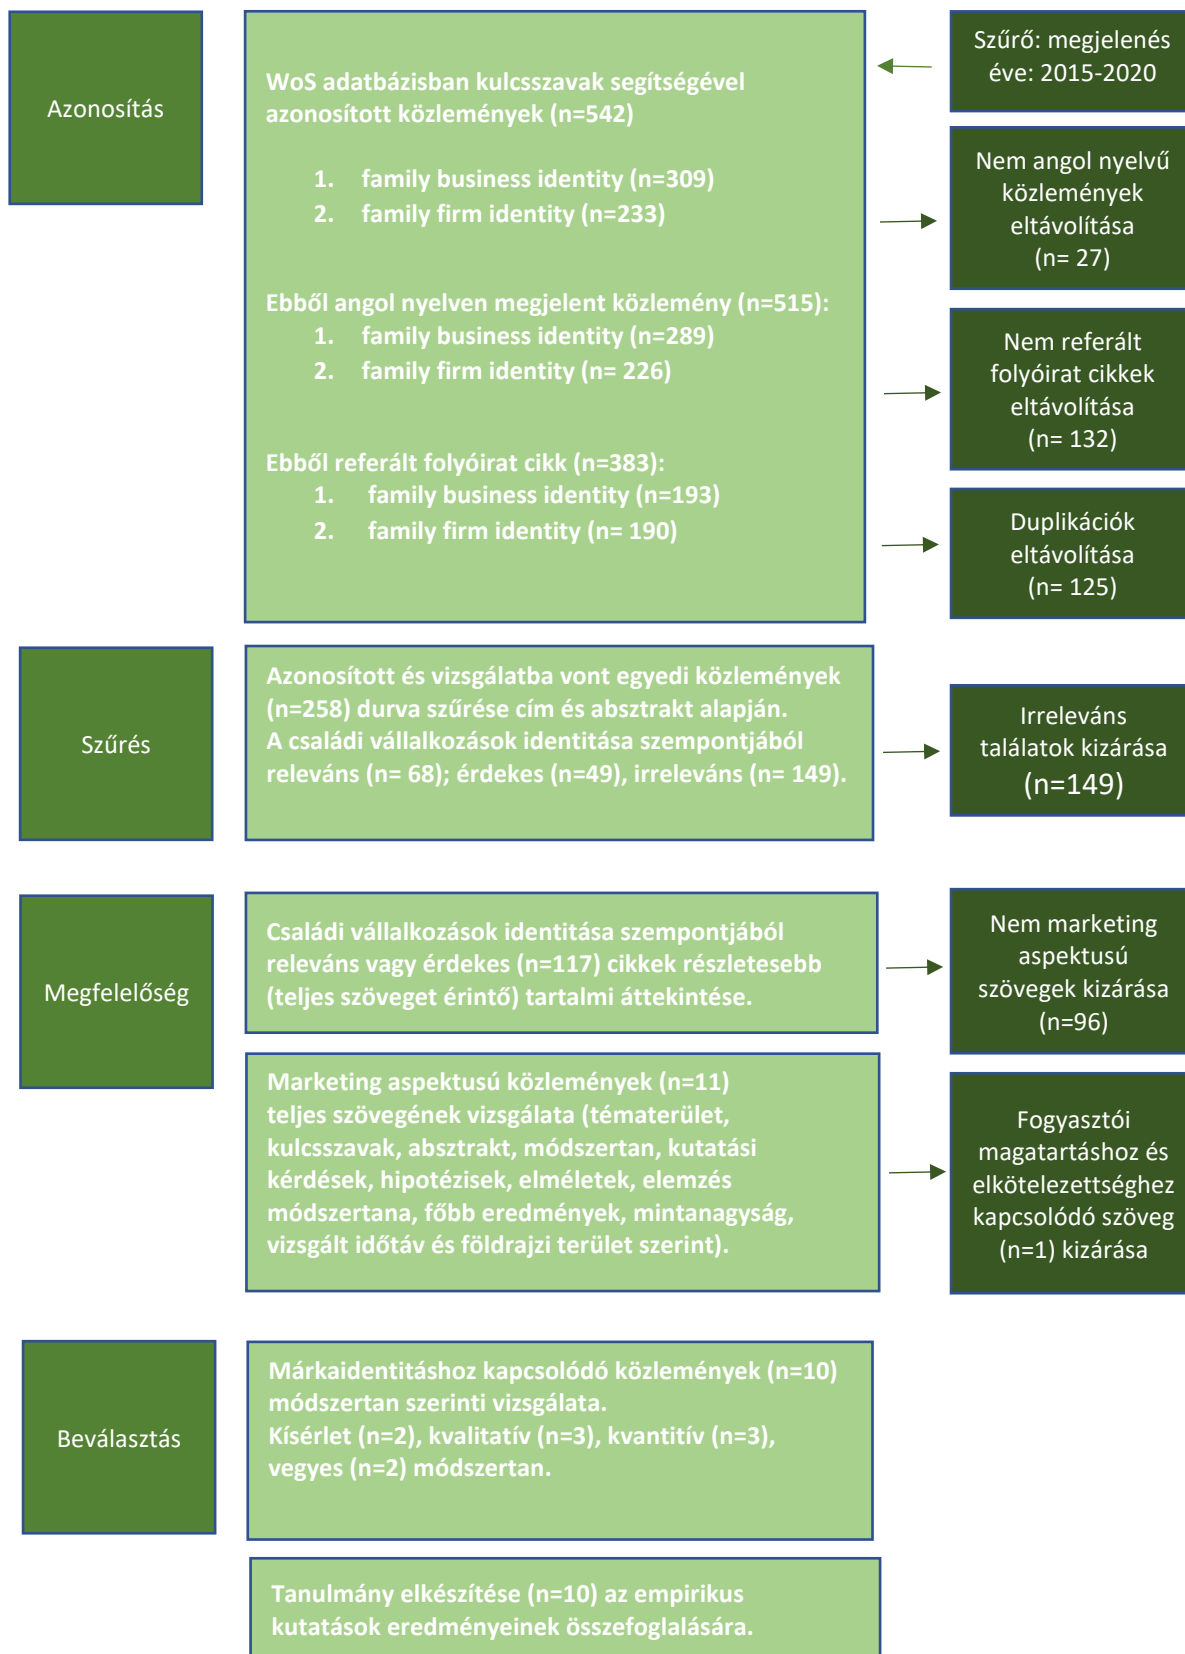 Azonosítás
WoS adatbázisban kulcsszavak segítségével
azonosított közlemények (n=542)
1. family business identity (n=309)
2. family firm identity (n=233)
Ebből angol nyelven megjelent közlemény (n=515):
1. family business identity (n=289)
2. family firm identity (n= 226)
Ebből referált folyóirat cikk (n=383):
1. family business identity (n=193)
2. family firm identity (n= 190)
Szűrő: megjelenés
éve: 2015-2020
Nem angol nyelvű
közlemények
eltávolítása
(n= 27)
Nem referált
folyóirat cikkek
eltávolítása
(n= 132)
Duplikációk
eltávolítása
(n= 125)
Szűrés
Azonosított és vizsgálatba vont egyedi közlemények
(n=258) durva szűrése cím és absztrakt alapján.
A családi vállalkozások identitása szempontjából
releváns (n= 68); érdekes (n=49), irreleváns (n= 149).
Irreleváns
találatok kizárása
(n=149)
Megfelelőség
Családi vállalkozások identitása szempontjából
releváns vagy érdekes (n=117) cikkek részletesebb
(teljes szöveget érintő) tartalmi áttekintése.
Nem marketing
aspektusú
szövegek kizárása
(n=96)
Marketing aspektusú közlemények (n=11)
teljes szövegének vizsgálata (tématerület,
kulcsszavak, absztrakt, módszertan, kutatási
kérdések, hipotézisek, elméletek, elemzés
módszertana, főbb eredmények, mintanagyság,
vizsgált időtáv és földrajzi terület szerint).
Fogyasztói
magatartáshoz és
elkötelezettséghez
kapcsolódó szöveg
(n=1) kizárása
Beválasztás
Márkaidentitáshoz kapcsolódó közlemények (n=10)
módszertan szerinti vizsgálata.
Kísérlet (n=2), kvalitatív (n=3), kvantitív (n=3),
vegyes (n=2) módszertan.
Tanulmány elkészítése (n=10) az empirikus
kutatások eredményeinek összefoglalására.